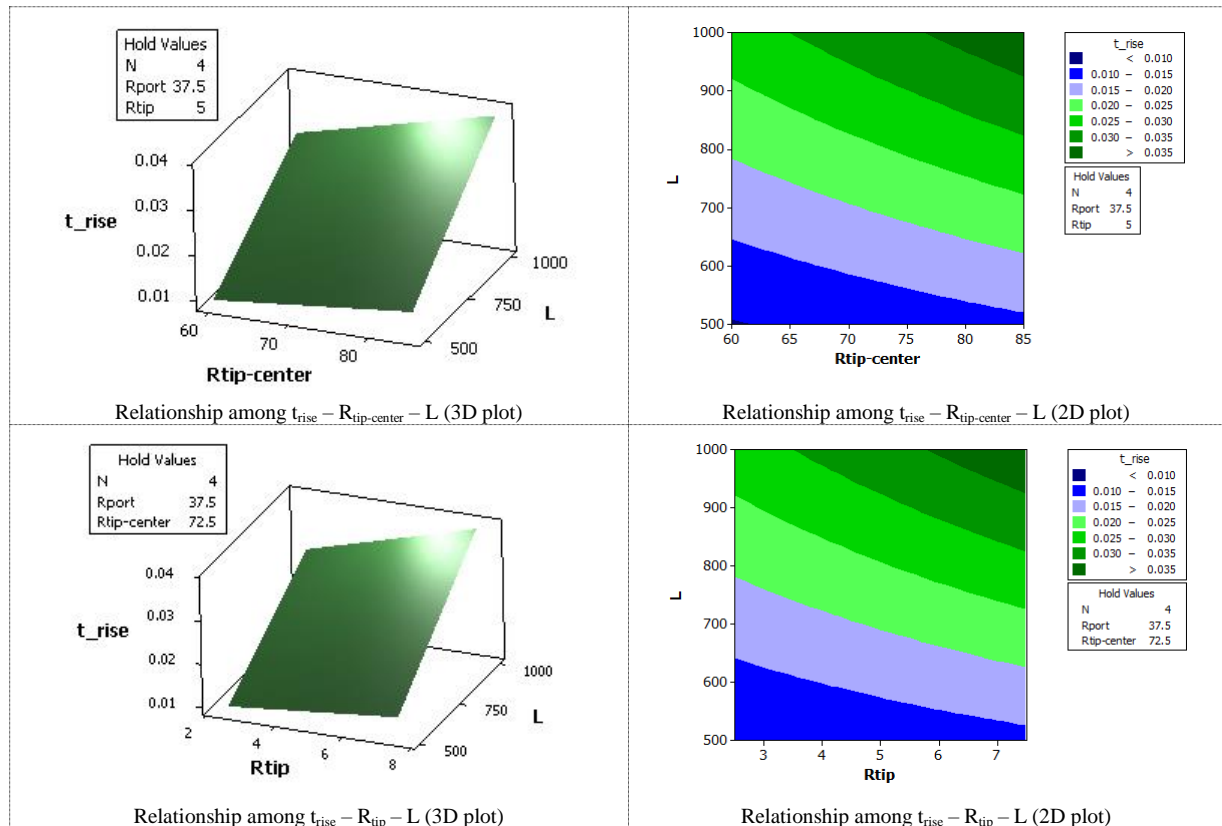 Hold Values
N 4
Rport 37.5
Rtip 5
0.04
0.03
0.02
0.01
t_rise
60
70
80
Rtip-center
500
750
1000
L
Relationship among t_rise – R_tip-center – L (3D plot)
1000
900
800
700
600
500
L
60 65 70 75 80 85
Rtip-center
t_rise
< 0.010
0.010 – 0.015
0.015 – 0.020
0.020 – 0.025
0.025 – 0.030
0.030 – 0.035
> 0.035
Hold Values
N 4
Rport 37.5
Rtip 5
Relationship among t_rise – R_tip-center – L (2D plot)
Hold Values
N 4
Rport 37.5
Rtip-center 72.5
0.04
0.03
0.02
0.01
t_rise
2
4
6
8
Rtip
500
750
1000
L
Relationship among t_rise – R_tip – L (3D plot)
1000
900
800
700
600
500
L
3 4 5 6 7
Rtip
t_rise
< 0.010
0.010 – 0.015
0.015 – 0.020
0.020 – 0.025
0.025 – 0.030
0.030 – 0.035
> 0.035
Hold Values
N 4
Rport 37.5
Rtip-center 72.5
Relationship among t_rise – R_tip – L (2D plot)